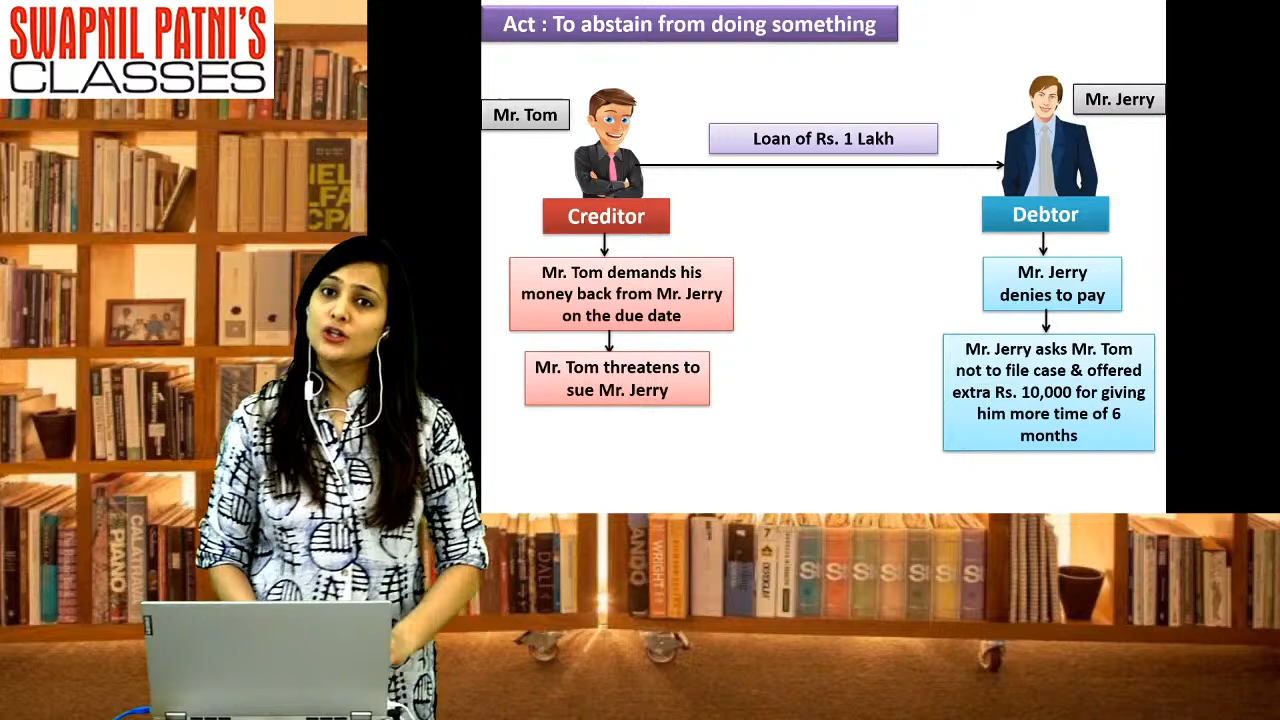 SWAPNIL PATNI'S
CLASSES
Act : To abstain from doing something
Mr. Tom
Mr. Jerry
Loan of Rs. 1 Lakh
Creditor
Debtor
Mr. Tom demands his
money back from Mr. Jerry
on the due date
Mr. Tom threatens to
sue Mr. Jerry
Mr. Jerry
denies to pay
Mr. Jerry asks Mr. Tom
not to file case & offered
extra Rs. 10,000 for giving
him more time of 6
months
PIANO
WRIGHT